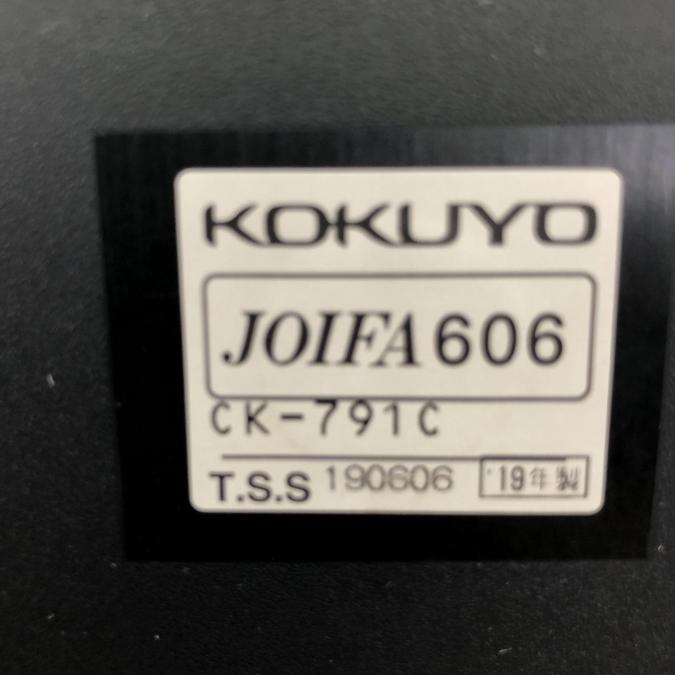 KOKUYO
JOIFA 606
CK-791C
T.S.S 190606 '19年製